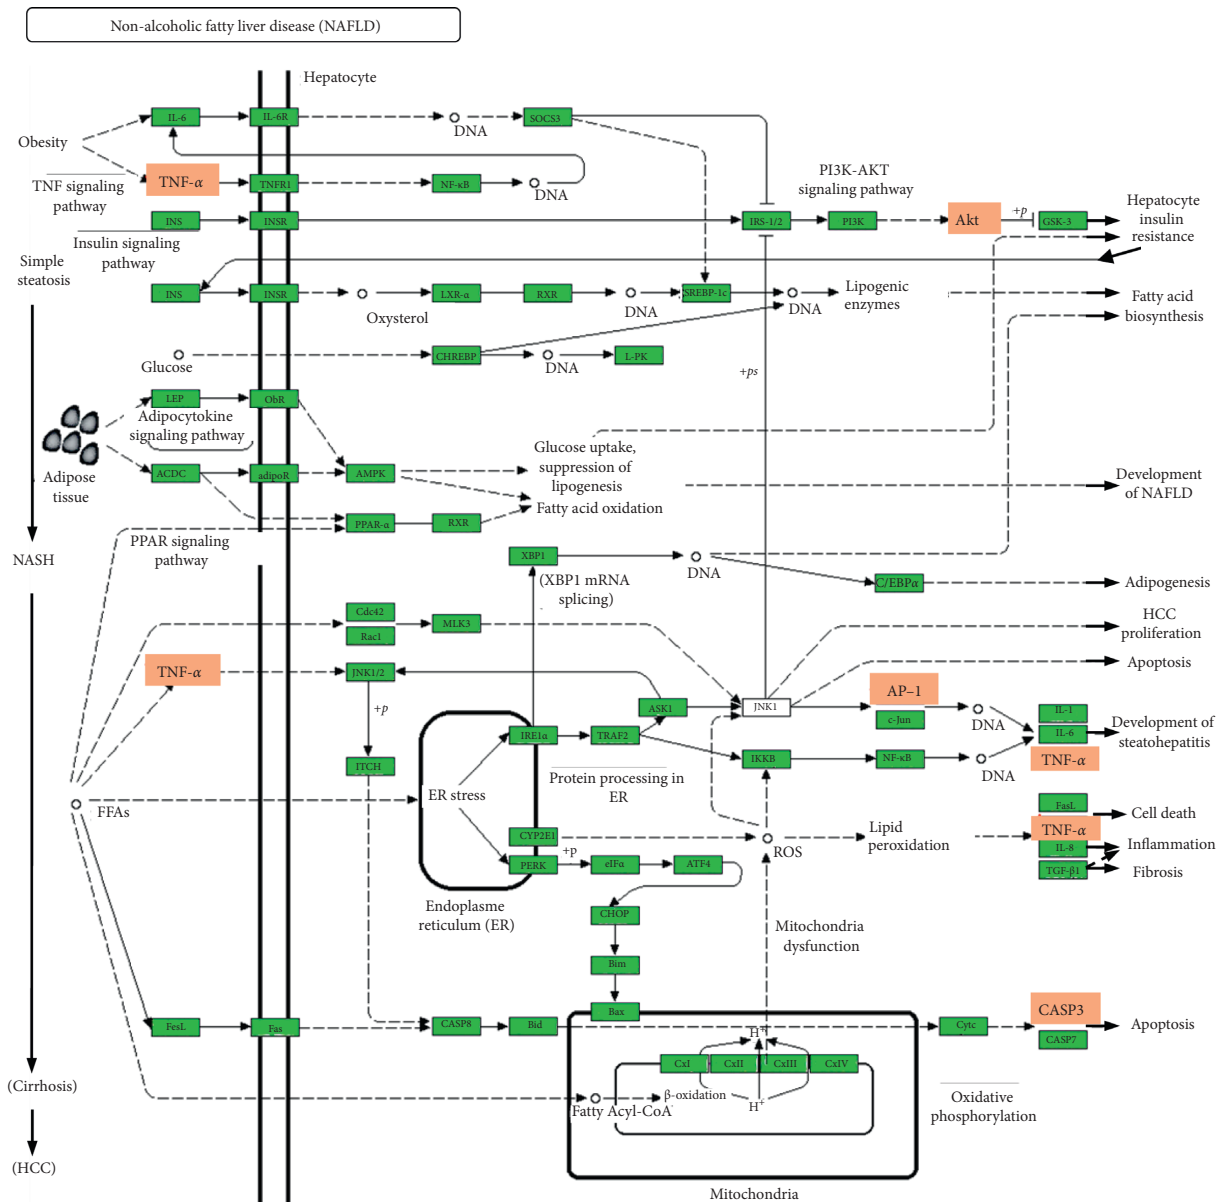 Non-alcoholic fatty liver disease (NAFLD)
Hepatocyte
IL-6
IL-6R
DNA
SOCS3
Obesity
TNF signaling
pathway
TNF-α
TNFR1
NF-κB
DNA
PI3K-AKT
signaling pathway
INS
INSR
IRS-1/2
PI3K
Akt
+p
GSK-3
Hepatocyte
insulin
resistance
Insulin signaling
pathway
Simple
steatosis
INS
INSR
Oxysterol
LXR-α
RXR
DNA
SREBP-1c
DNA
Lipogenic
enzymes
Fatty acid
biosynthesis
Glucose
CHREBP
DNA
L-PK
+ps
LEP
ObR
Adipocytokine
signaling pathway
Adipose
tissue
ACDC
adipoR
AMPK
Glucose uptake,
suppression of
lipogenesis
Fatty acid oxidation
Development
of NAFLD
PPAR-α
RXR
PPAR signaling
pathway
NASH
XBP1
(XBP1 mRNA
splicing)
DNA
C/EBPα
Adipogenesis
Cdc42
Rac1
MLK3
HCC
proliferation
Apoptosis
TNF-α
JNK1/2
+p
ASK1
JNK1
AP–1
c-Jun
DNA
IL-1
IL-6
TNF-α
Development of
steatohepatitis
IRE1α
TRAF2
IKKB
NF-κB
DNA
ITCH
Protein processing in
ER
FFAs
ER stress
CYP2E1
PERK
+p
eIFα
ATF4
ROS
Lipid
peroxidation
FasL
TNF-α
IL-8
TGF-β1
Cell death
Inflammation
Fibrosis
Endoplasme
reticulum (ER)
CHOP
Mitochondria
dysfunction
Bim
Bax
FesL
Fas
CASP8
Bid
Cytc
CASP3
CASP7
Apoptosis
H+
CxI
CxII
CxIII
CxIV
(Cirrhosis)
Fatty Acyl-CoA
β-oxidation
H+
Oxidative
phosphorylation
(HCC)
Mitochondria